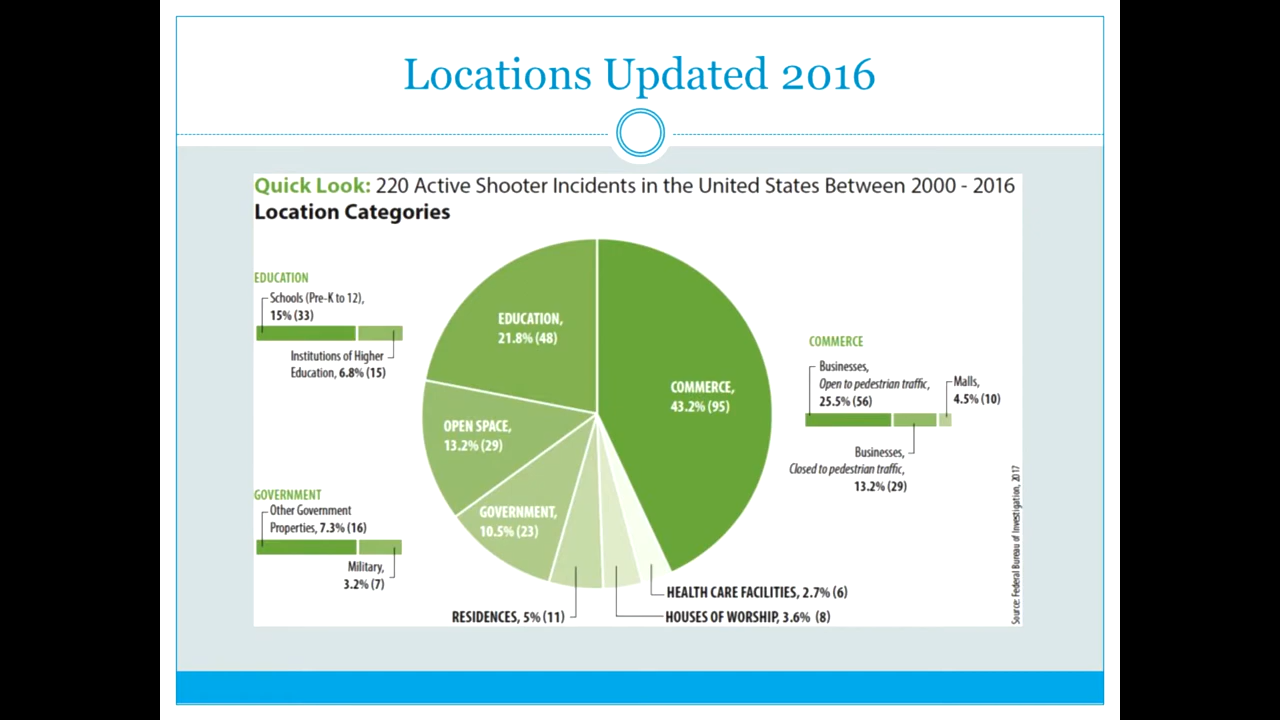 Locations Updated 2016
Quick Look: 220 Active Shooter Incidents in the United States Between 2000 - 2016
Location Categories
EDUCATION
Schools (Pre-K to 12),
15% (33)
Institutions of Higher
Education, 6.8% (15)
GOVERNMENT
Other Government
Properties, 7.3% (16)
Military,
3.2% (7)
EDUCATION,
21.8% (48)
OPEN SPACE,
13.2% (29)
GOVERNMENT,
10.5% (23)
COMMERCE,
43.2% (95)
RESIDENCES, 5% (11)
HEALTH CARE FACILITIES, 2.7% (6)
HOUSES OF WORSHIP, 3.6% (8)
COMMERCE
Businesses,
Open to pedestrian traffic,
25.5% (56)
Malls,
4.5% (10)
Businesses,
Closed to pedestrian traffic,
13.2% (29)
Source: Federal Bureau of Investigation, 2017